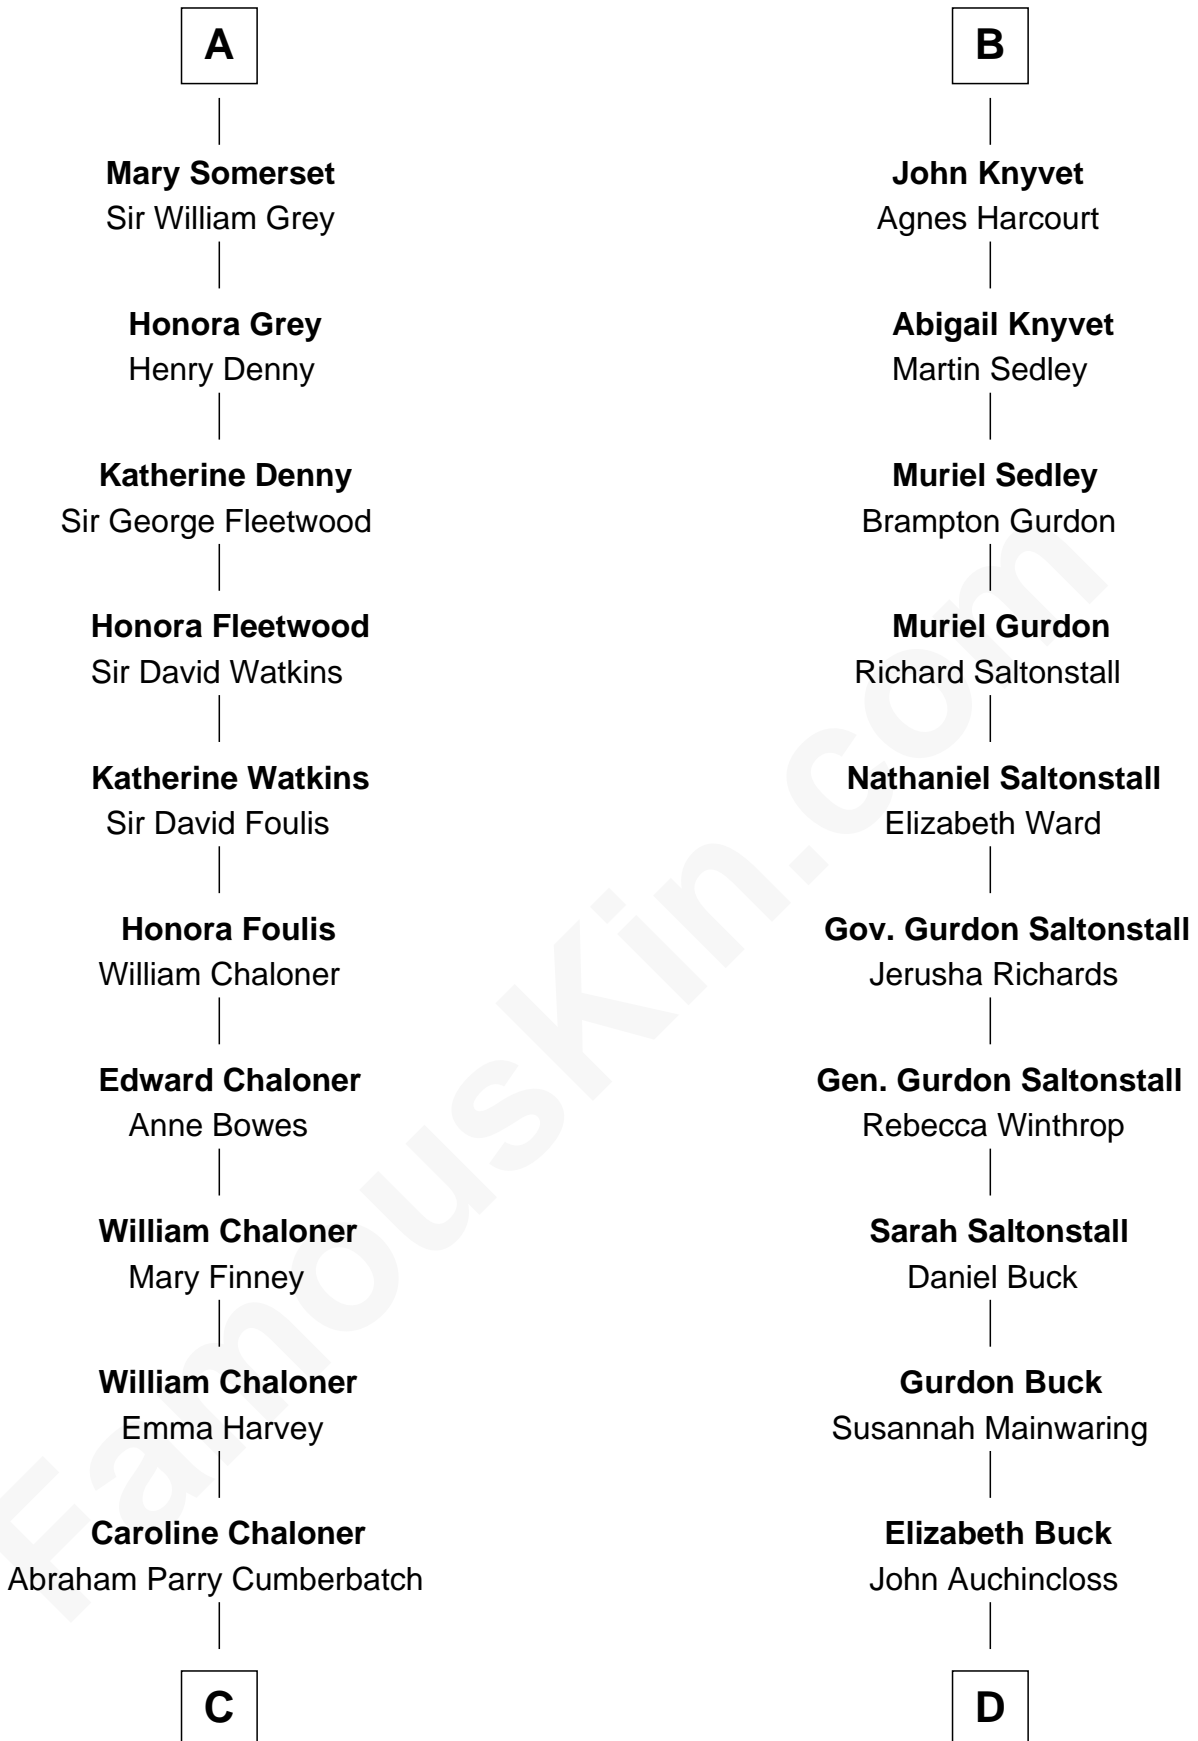 A
Mary Somerset
Sir William Grey
Honora Grey
Henry Denny
Katherine Denny
Sir George Fleetwood
Honora Fleetwood
Sir David Watkins
Katherine Watkins
Sir David Foulis
Honora Foulis
William Chaloner
Edward Chaloner
Anne Bowes
William Chaloner
Mary Finney
William Chaloner
Emma Harvey
Caroline Chaloner
Abraham Parry Cumberbatch
C
B
John Knyvet
Agnes Harcourt
Abigail Knyvet
Martin Sedley
Muriel Sedley
Brampton Gurdon
Muriel Gurdon
Richard Saltonstall
Nathaniel Saltonstall
Elizabeth Ward
Gov. Gurdon Saltonstall
Jerusha Richards
Gen. Gurdon Saltonstall
Rebecca Winthrop
Sarah Saltonstall
Daniel Buck
Gurdon Buck
Susannah Mainwaring
Elizabeth Buck
John Auchincloss
D
FamousKin.com